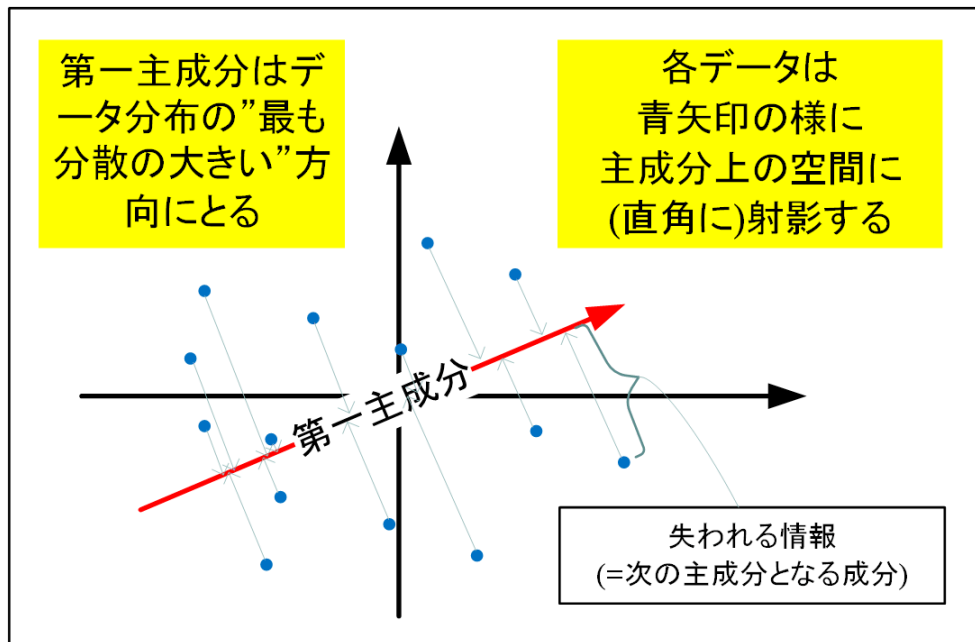 第一主成分はデ
ータ分布の”最も
分散の大きい”方
向にとる
各データは
青矢印の様に
主成分上の空間に
(直角に)射影する
第一主成分
失われる情報
(=次の主成分となる成分)